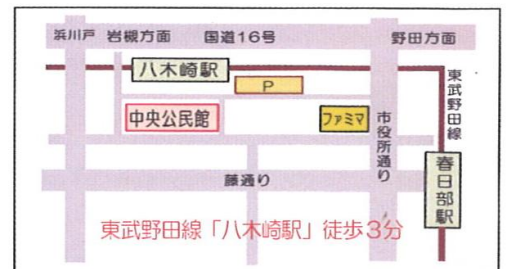 浜川戸 岩槻方面 国道16号 野田方面
八木崎駅
P
東武野田線
中央公民館
ファミマ
市役所通り
春日部駅
藤通り
東武野田線「八木崎駅」徒歩3分